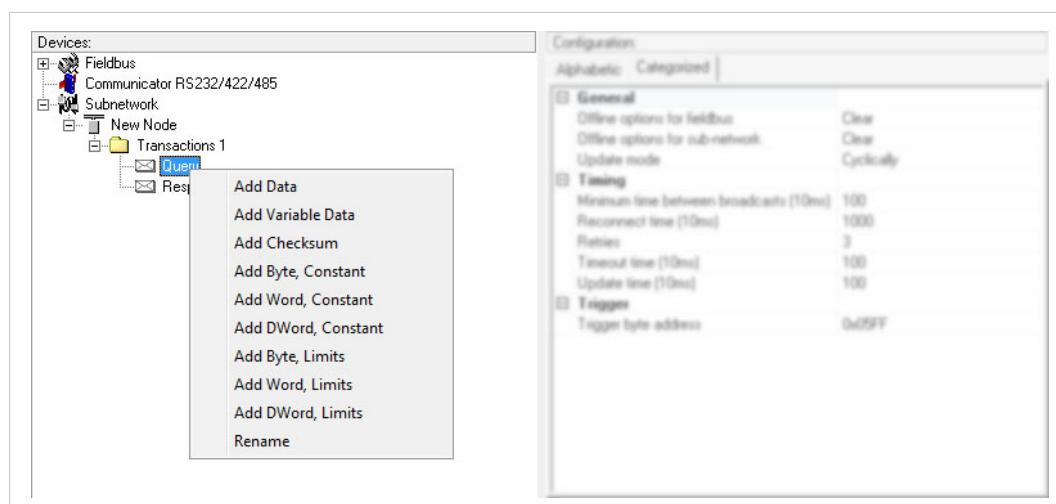 Devices:
Fieldbus
Communicator RS232/422/485
Subnetwork
New Node
Transactions 1
Query
Resp
Add Data
Add Variable Data
Add Checksum
Add Byte, Constant
Add Word, Constant
Add DWord, Constant
Add Byte, Limits
Add Word, Limits
Add DWord, Limits
Rename
Configuration:
Alphabetic Categorized
General
Offline options for fieldbus Clear
Offline options for sub-network Clear
Update mode Cyclically
Timing
Minimum time between broadcasts (10ms) 100
Reconnect time (10ms) 1000
Retries 3
Timeout time (10ms) 100
Update time (10ms) 100
Trigger
Trigger byte address 0x05FF